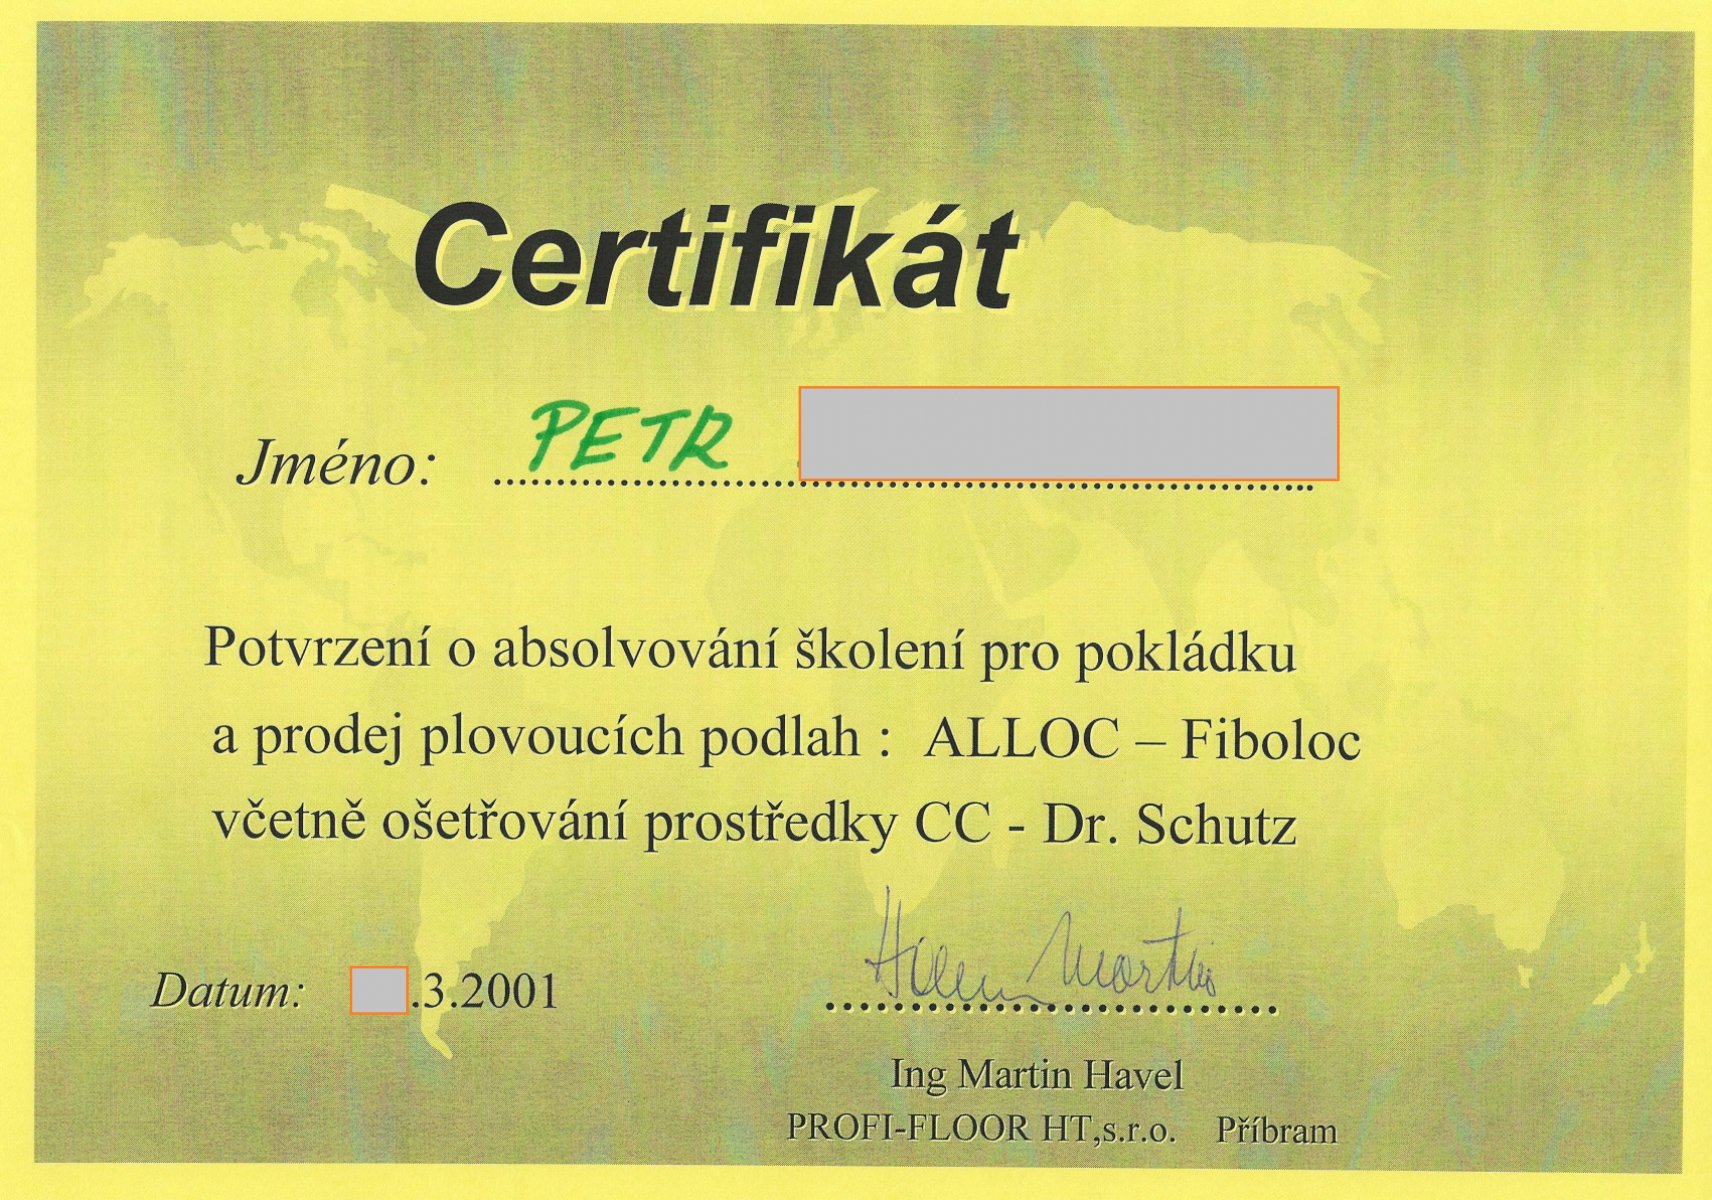 Certifikát
Jméno: PETR
Potvrzení o absolvování školení pro pokládku
a prodej plovoucích podlah : ALLOC – Fiboloc
včetně ošetřování prostředky CC - Dr. Schutz
Datum: .3.2001
Ing Martin Havel
PROFI-FLOOR HT,s.r.o. Příbram